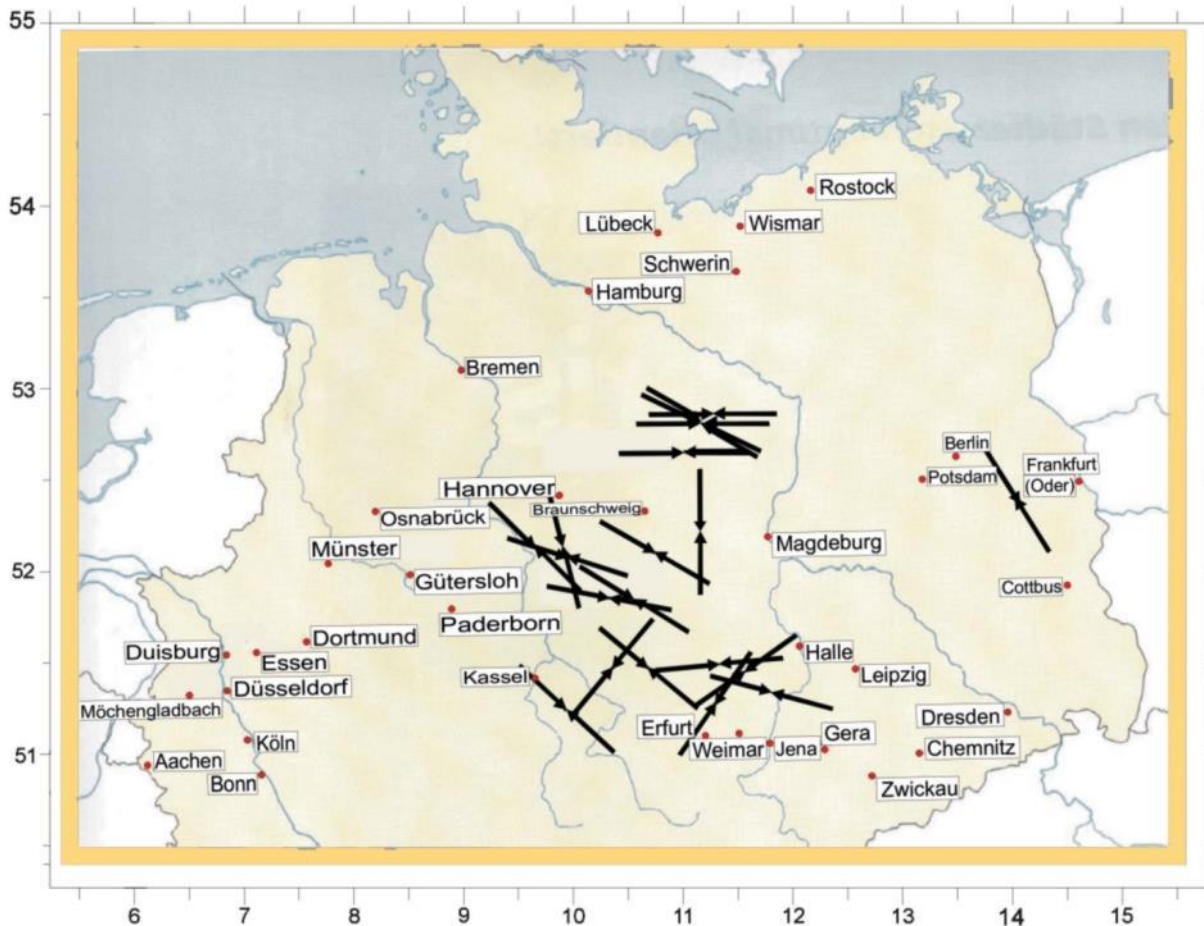 55
54
53
52
51
Rostock
Lübeck
Wismar
Schwerin
Hamburg
Bremen
Berlin
Frankfurt
(Oder)
Potsdam
Hannover
Braunschweig
Osnabrück
Magdeburg
Münster
Gütersloh
Cottbus
Paderborn
Dortmund
Duisburg
Essen
Halle
Leipzig
Kassel
Düsseldorf
Möchengladbach
Dresden
Erfurt
Gera
Weimar
Jena
Köln
Chemnitz
Aachen
Bonn
Zwickau
6
7
8
9
10
11
12
13
14
15